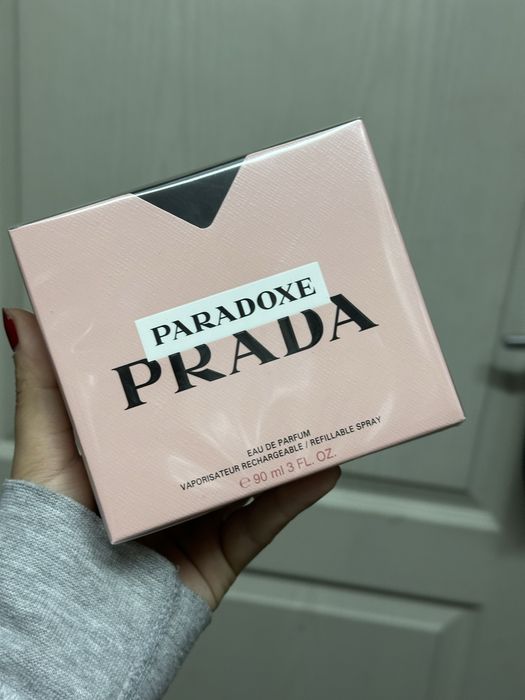 PARADOXE
PRADA
EAU DE PARFUM
VAPORISATEUR RECHARGEABLE / REFILLABLE SPRAY
℮ 90 ml 3 FL. OZ.